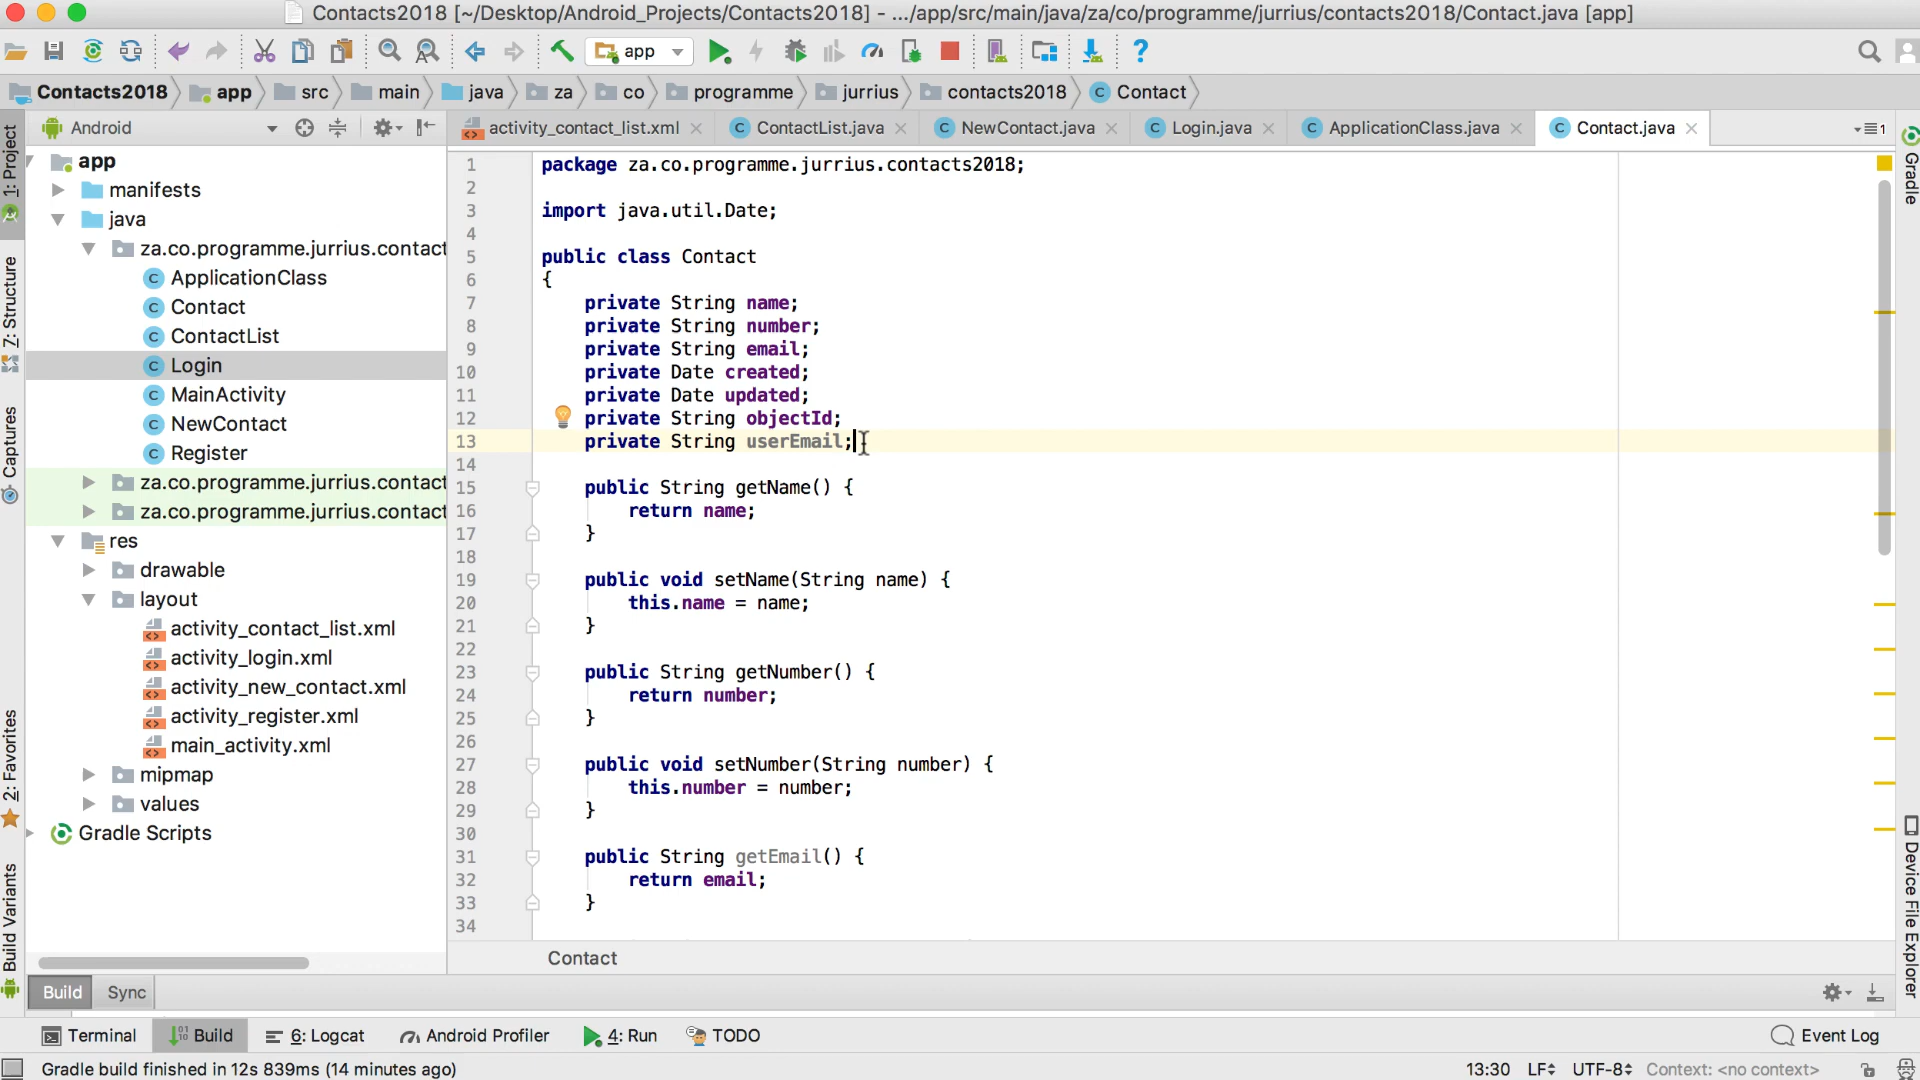 Contacts2018 [~/Desktop/Android_Projects/Contacts2018] - .../app/src/main/java/za/co/programme/jurrius/contacts2018/Contact.java [app]
app
Contacts2018 app src main java za co programme jurrius contacts2018 Contact
Android
activity_contact_list.xml ContactList.java NewContact.java Login.java ApplicationClass.java Contact.java 1
1: Project
Z: Structure
Captures
2: Favorites
Build Variants
app
manifests
java
za.co.programme.jurrius.contact
ApplicationClass
Contact
ContactList
Login
MainActivity
NewContact
Register
za.co.programme.jurrius.contact
za.co.programme.jurrius.contact
res
drawable
layout
activity_contact_list.xml
activity_login.xml
activity_new_contact.xml
activity_register.xml
main_activity.xml
mipmap
values
Gradle Scripts
1 package za.co.programme.jurrius.contacts2018;
2
3 import java.util.Date;
4
5 public class Contact
6 {
7 private String name;
8 private String number;
9 private String email;
10 private Date created;
11 private Date updated;
12 private String objectId;
13 private String userEmail;
14
15 public String getName() {
16 return name;
17 }
18
19 public void setName(String name) {
20 this.name = name;
21 }
22
23 public String getNumber() {
24 return number;
25 }
26
27 public void setNumber(String number) {
28 this.number = number;
29 }
30
31 public String getEmail() {
32 return email;
33 }
34
Contact
Gradle
Device File Explorer
Build Sync
Terminal Build 6: Logcat Android Profiler 4: Run TODO Event Log
Gradle build finished in 12s 839ms (14 minutes ago) 13:30 LF UTF-8 Context: <no context>